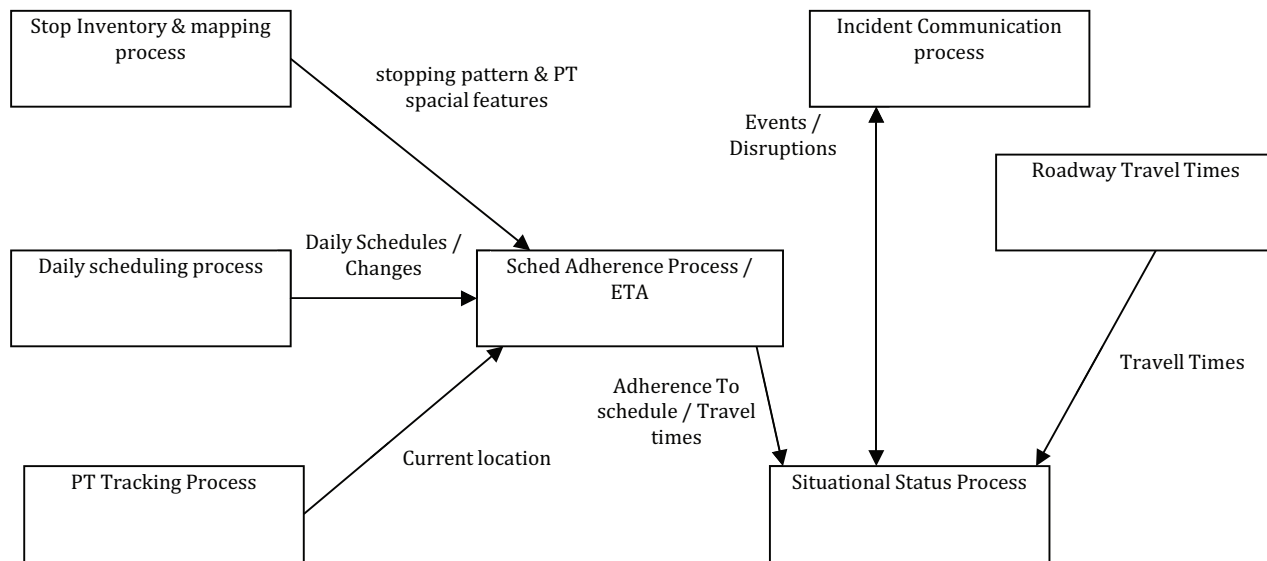 Stop Inventory & mapping
process
Incident Communication
process
stopping pattern & PT
spacial features
Events /
Disruptions
Roadway Travel Times
Daily scheduling process
Daily Schedules /
Changes
Sched Adherence Process /
ETA
Adherence To
schedule / Travel
times
Travell Times
Current location
PT Tracking Process
Situational Status Process